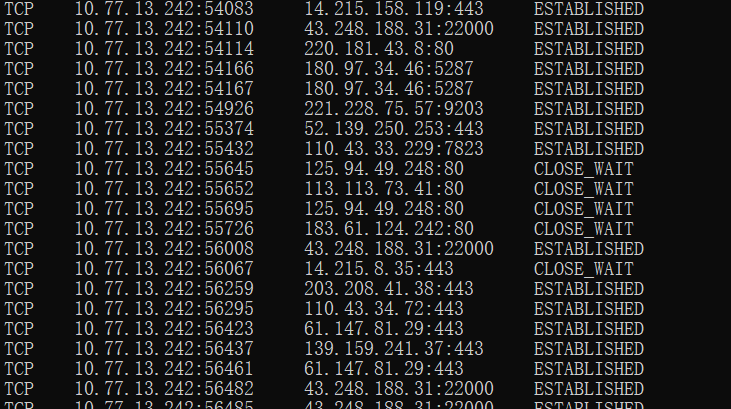 TCP 10.77.13.242:54083 14.215.158.119:443 ESTABLISHED
TCP 10.77.13.242:54110 43.248.188.31:22000 ESTABLISHED
TCP 10.77.13.242:54114 220.181.43.8:80 ESTABLISHED
TCP 10.77.13.242:54166 180.97.34.46:5287 ESTABLISHED
TCP 10.77.13.242:54167 180.97.34.46:5287 ESTABLISHED
TCP 10.77.13.242:54926 221.228.75.57:9203 ESTABLISHED
TCP 10.77.13.242:55374 52.139.250.253:443 ESTABLISHED
TCP 10.77.13.242:55432 110.43.33.229:7823 ESTABLISHED
TCP 10.77.13.242:55645 125.94.49.248:80 CLOSE_WAIT
TCP 10.77.13.242:55652 113.113.73.41:80 CLOSE_WAIT
TCP 10.77.13.242:55695 125.94.49.248:80 CLOSE_WAIT
TCP 10.77.13.242:55726 183.61.124.242:80 CLOSE_WAIT
TCP 10.77.13.242:56008 43.248.188.31:22000 ESTABLISHED
TCP 10.77.13.242:56067 14.215.8.35:443 CLOSE_WAIT
TCP 10.77.13.242:56259 203.208.41.38:443 ESTABLISHED
TCP 10.77.13.242:56295 110.43.34.72:443 ESTABLISHED
TCP 10.77.13.242:56423 61.147.81.29:443 ESTABLISHED
TCP 10.77.13.242:56437 139.159.241.37:443 ESTABLISHED
TCP 10.77.13.242:56461 61.147.81.29:443 ESTABLISHED
TCP 10.77.13.242:56482 43.248.188.31:22000 ESTABLISHED
TCP 10.77.13.242:56485 43.248.188.31:22000 ESTABLISHED